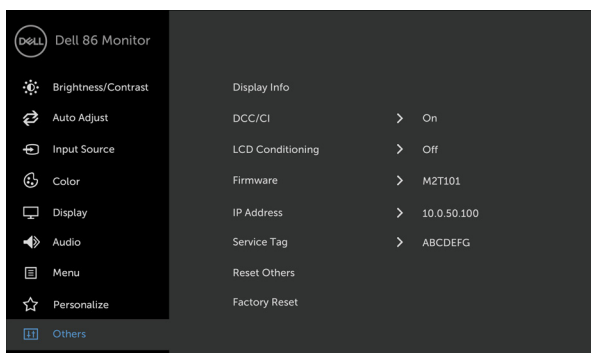 DELL Dell 86 Monitor
Brightness/Contrast
Auto Adjust
Input Source
Color
Display
Audio
Menu
Personalize
Others
Display Info
DCC/CI On
LCD Conditioning Off
Firmware M2T101
IP Address 10.0.50.100
Service Tag ABCDEFG
Reset Others
Factory Reset